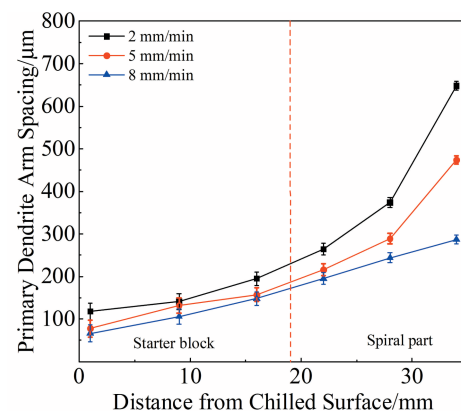 800
700
600
500
400
300
200
100
0
10
20
30
Primary Dendrite Arm Spacing/μm
2 mm/min
5 mm/min
8 mm/min
Starter block
Spiral part
Distance from Chilled Surface/mm